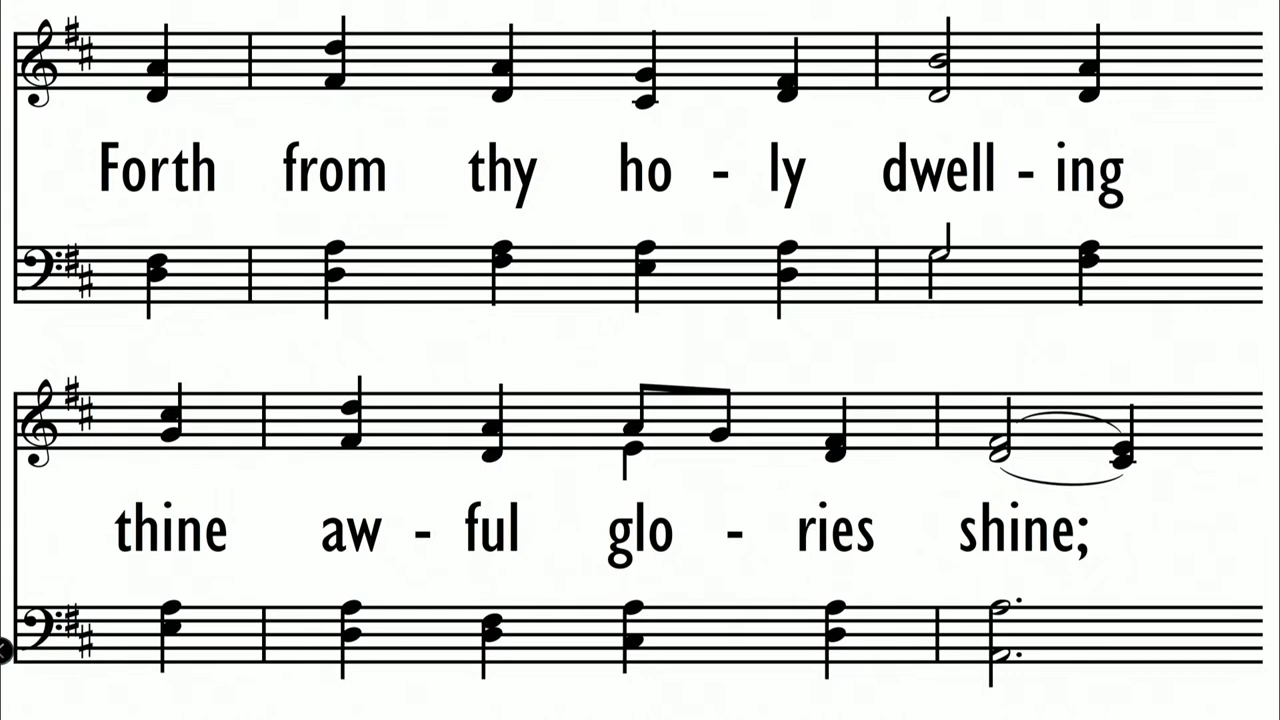 Forth from thy ho - ly dwell - ing
thine aw - ful glo - ries shine;